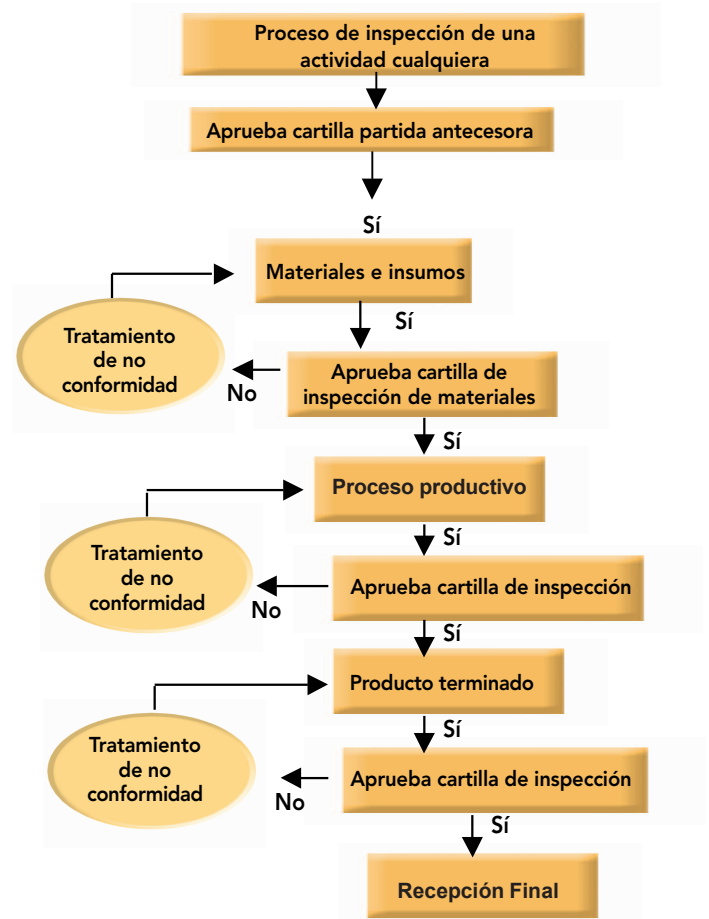 Proceso de inspección de una
actividad cualquiera
Aprueba cartilla partida antecesora
Sí
Materiales e insumos
Sí
Tratamiento
de no
conformidad
No
Aprueba cartilla de
inspección de materiales
Sí
Proceso productivo
Sí
Tratamiento
de no
conformidad
No
Aprueba cartilla de inspección
Sí
Producto terminado
Sí
Tratamiento
de no
conformidad
No
Aprueba cartilla de inspección
Sí
Recepción Final